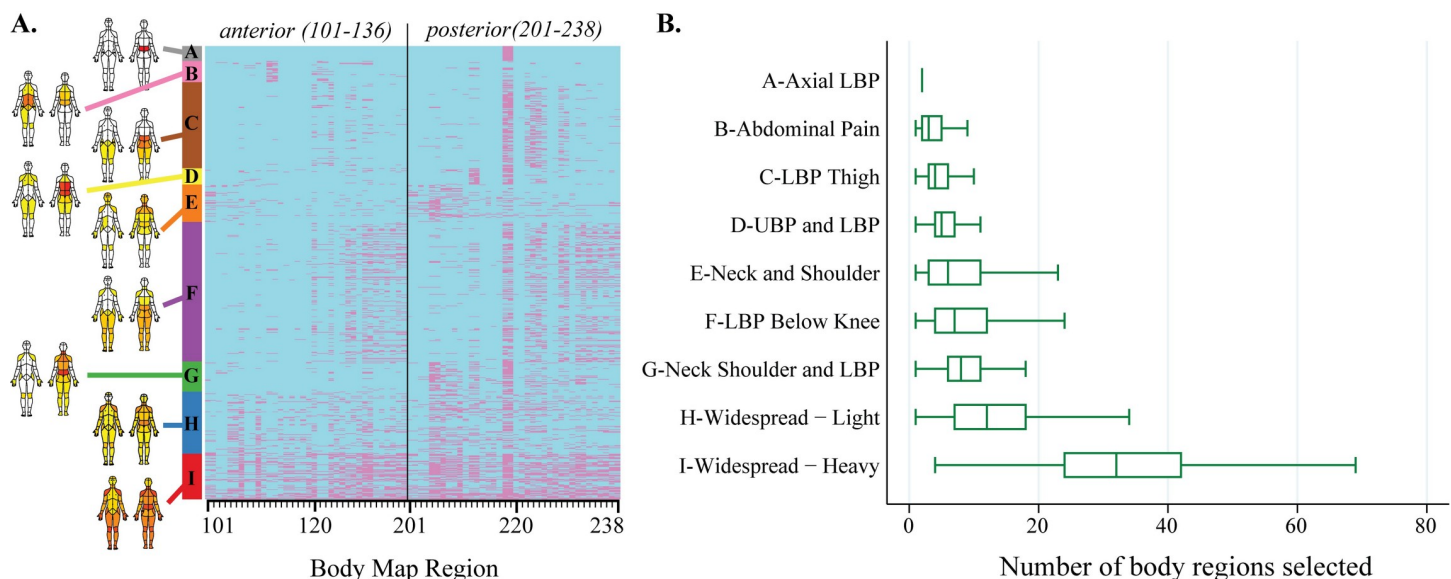 A.
anterior (101-136) posterior(201-238)
A
B
C
D
E
F
G
H
I
101 120 201 220 238
Body Map Region
B.
A-Axial LBP
B-Abdominal Pain
C-LBP Thigh
D-UBP and LBP
E-Neck and Shoulder
F-LBP Below Knee
G-Neck Shoulder and LBP
H-Widespread − Light
I-Widespread − Heavy
0 20 40 60 80
Number of body regions selected